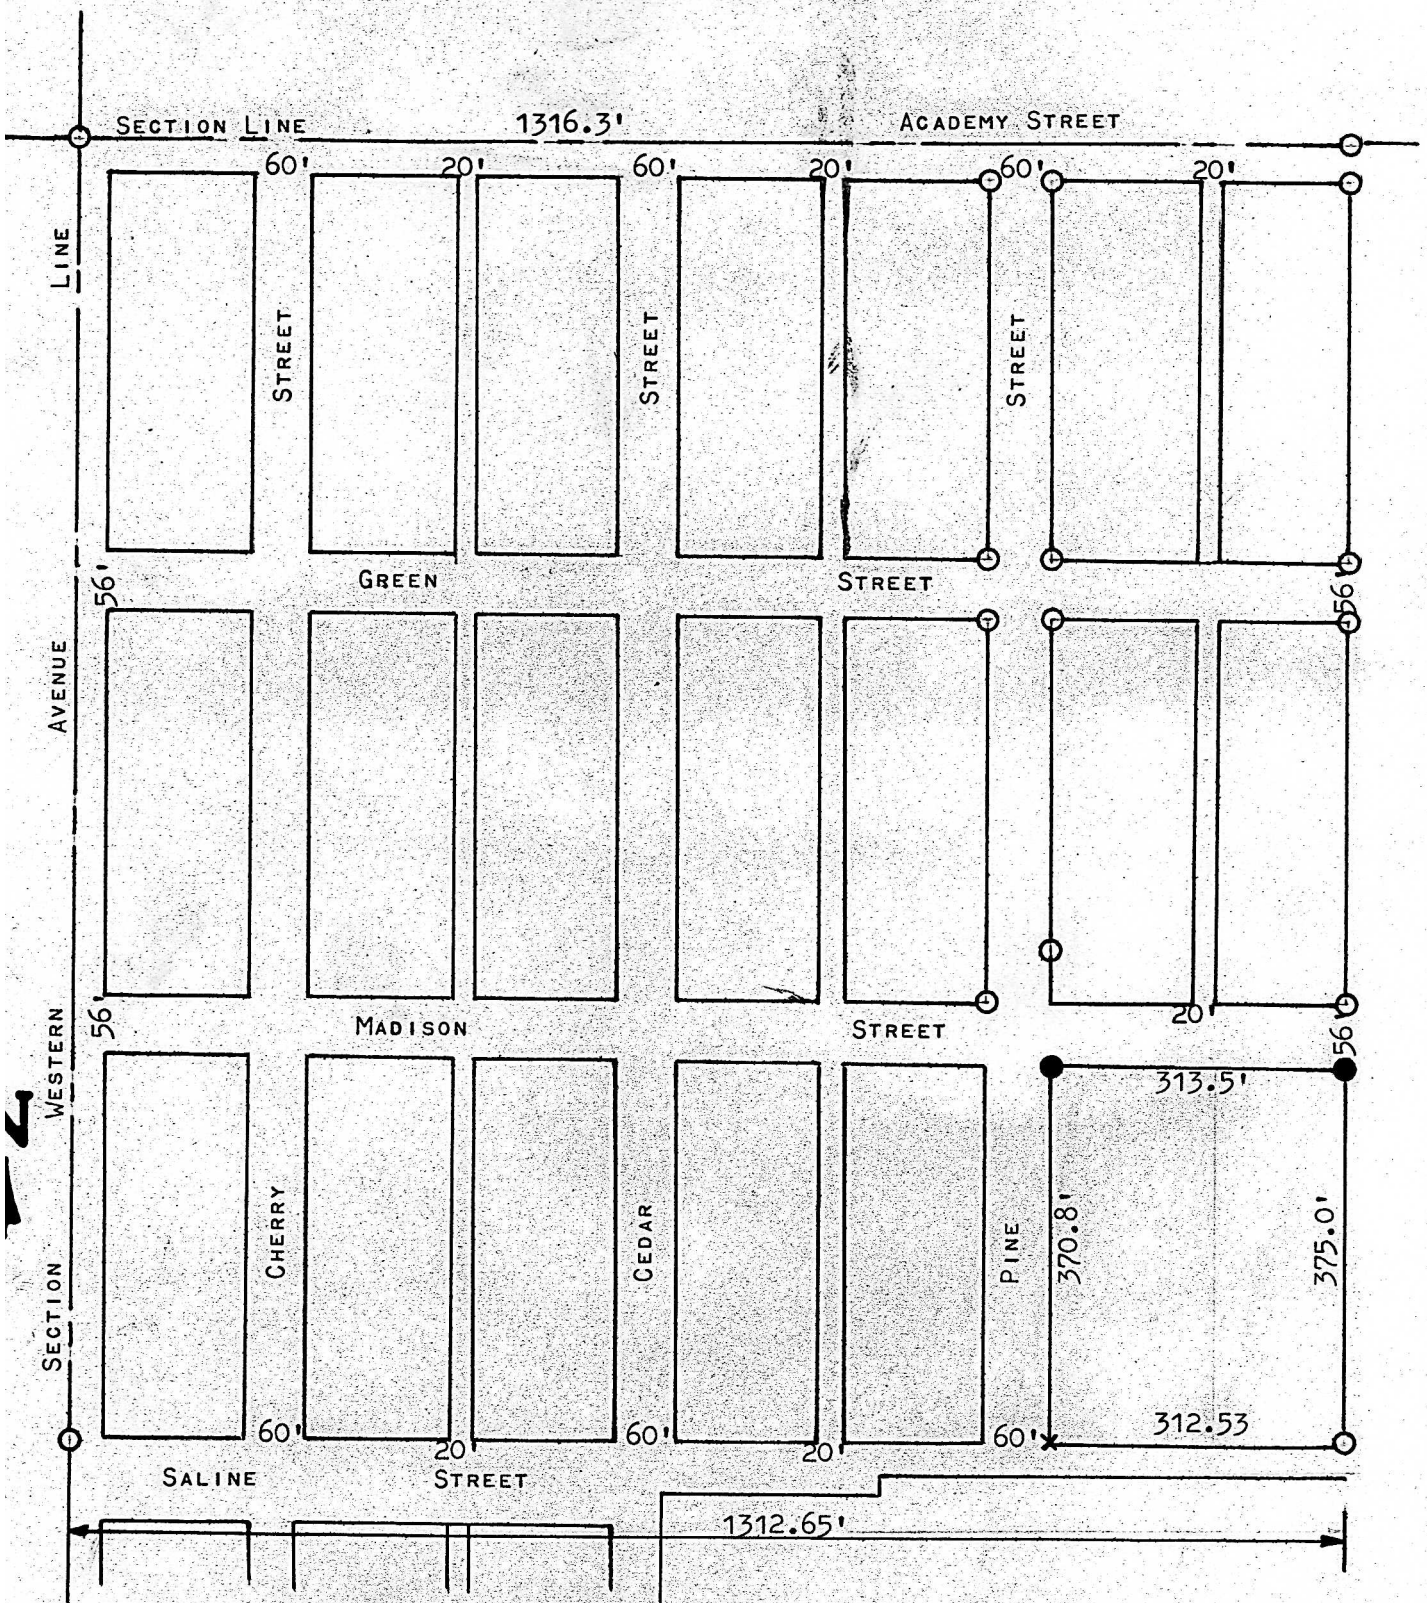 SECTION LINE 1316.3' ACADEMY STREET
60' 20' 60' 20' 60' 20'
LINE
STREET STREET STREET
56' GREEN STREET 56'
AVENUE
56' MADISON STREET 20' 56'
WESTERN
313.5'
N
CHERRY CEDAR PINE 370.8' 375.0'
SECTION
60' 20' 60' 20' 60' 312.53
SALINE STREET
1312.65'